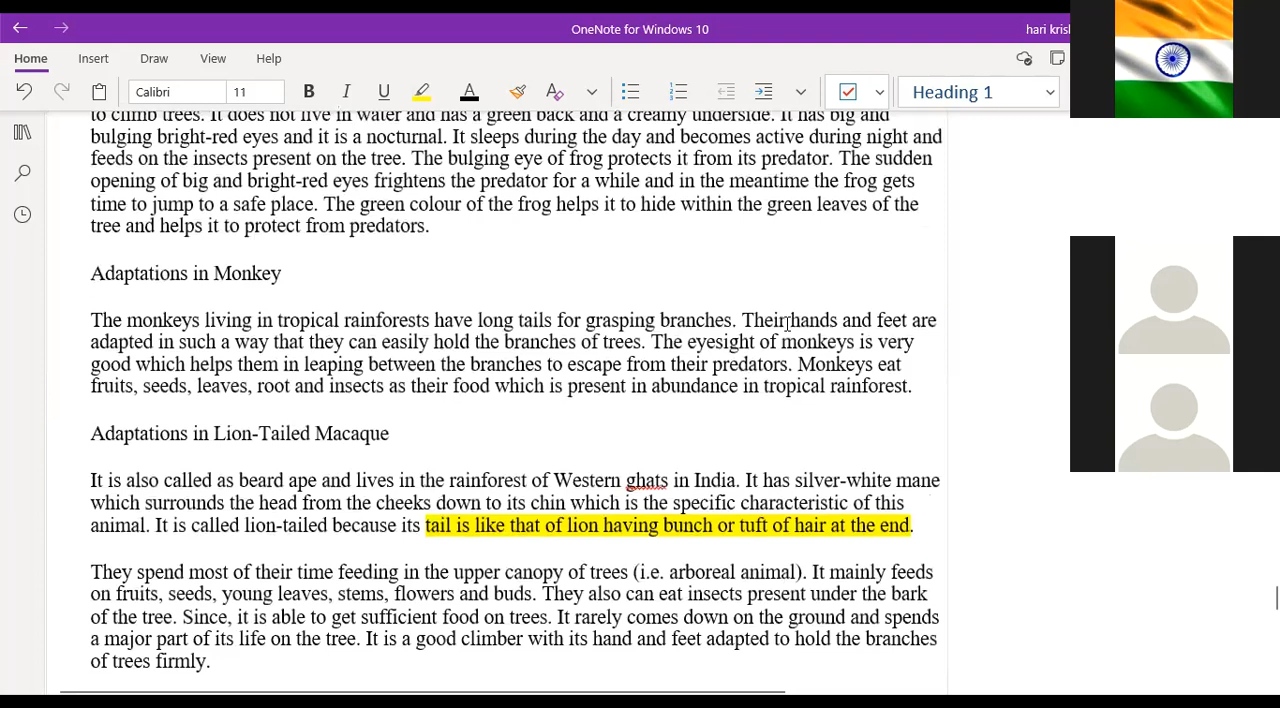 OneNote for Windows 10
hari krish
Home Insert Draw View Help
Calibri 11 B I U A Heading 1
to climb trees. It does not live in water and has a green back and a creamy underside. It has big and
bulging bright-red eyes and it is a nocturnal. It sleeps during the day and becomes active during night and
feeds on the insects present on the tree. The bulging eye of frog protects it from its predator. The sudden
opening of big and bright-red eyes frightens the predator for a while and in the meantime the frog gets
time to jump to a safe place. The green colour of the frog helps it to hide within the green leaves of the
tree and helps it to protect from predators.
Adaptations in Monkey
The monkeys living in tropical rainforests have long tails for grasping branches. Their hands and feet are
adapted in such a way that they can easily hold the branches of trees. The eyesight of monkeys is very
good which helps them in leaping between the branches to escape from their predators. Monkeys eat
fruits, seeds, leaves, root and insects as their food which is present in abundance in tropical rainforest.
Adaptations in Lion-Tailed Macaque
It is also called as beard ape and lives in the rainforest of Western ghats in India. It has silver-white mane
which surrounds the head from the cheeks down to its chin which is the specific characteristic of this
animal. It is called lion-tailed because its tail is like that of lion having bunch or tuft of hair at the end.
They spend most of their time feeding in the upper canopy of trees (i.e. arboreal animal). It mainly feeds
on fruits, seeds, young leaves, stems, flowers and buds. They also can eat insects present under the bark
of the tree. Since, it is able to get sufficient food on trees. It rarely comes down on the ground and spends
a major part of its life on the tree. It is a good climber with its hand and feet adapted to hold the branches
of trees firmly.